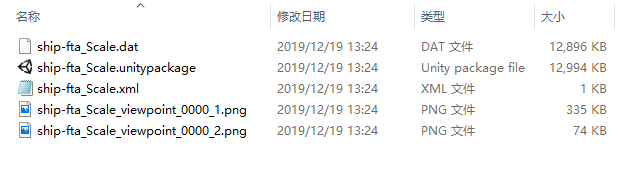 名称 修改日期 类型 大小
ship-fta_Scale.dat 2019/12/19 13:24 DAT 文件 12,896 KB
ship-fta_Scale.unitypackage 2019/12/19 13:24 Unity package file 12,994 KB
ship-fta_Scale.xml 2019/12/19 13:24 XML 文件 1 KB
ship-fta_Scale_viewpoint_0000_1.png 2019/12/19 13:24 PNG 文件 335 KB
ship-fta_Scale_viewpoint_0000_2.png 2019/12/19 13:24 PNG 文件 74 KB